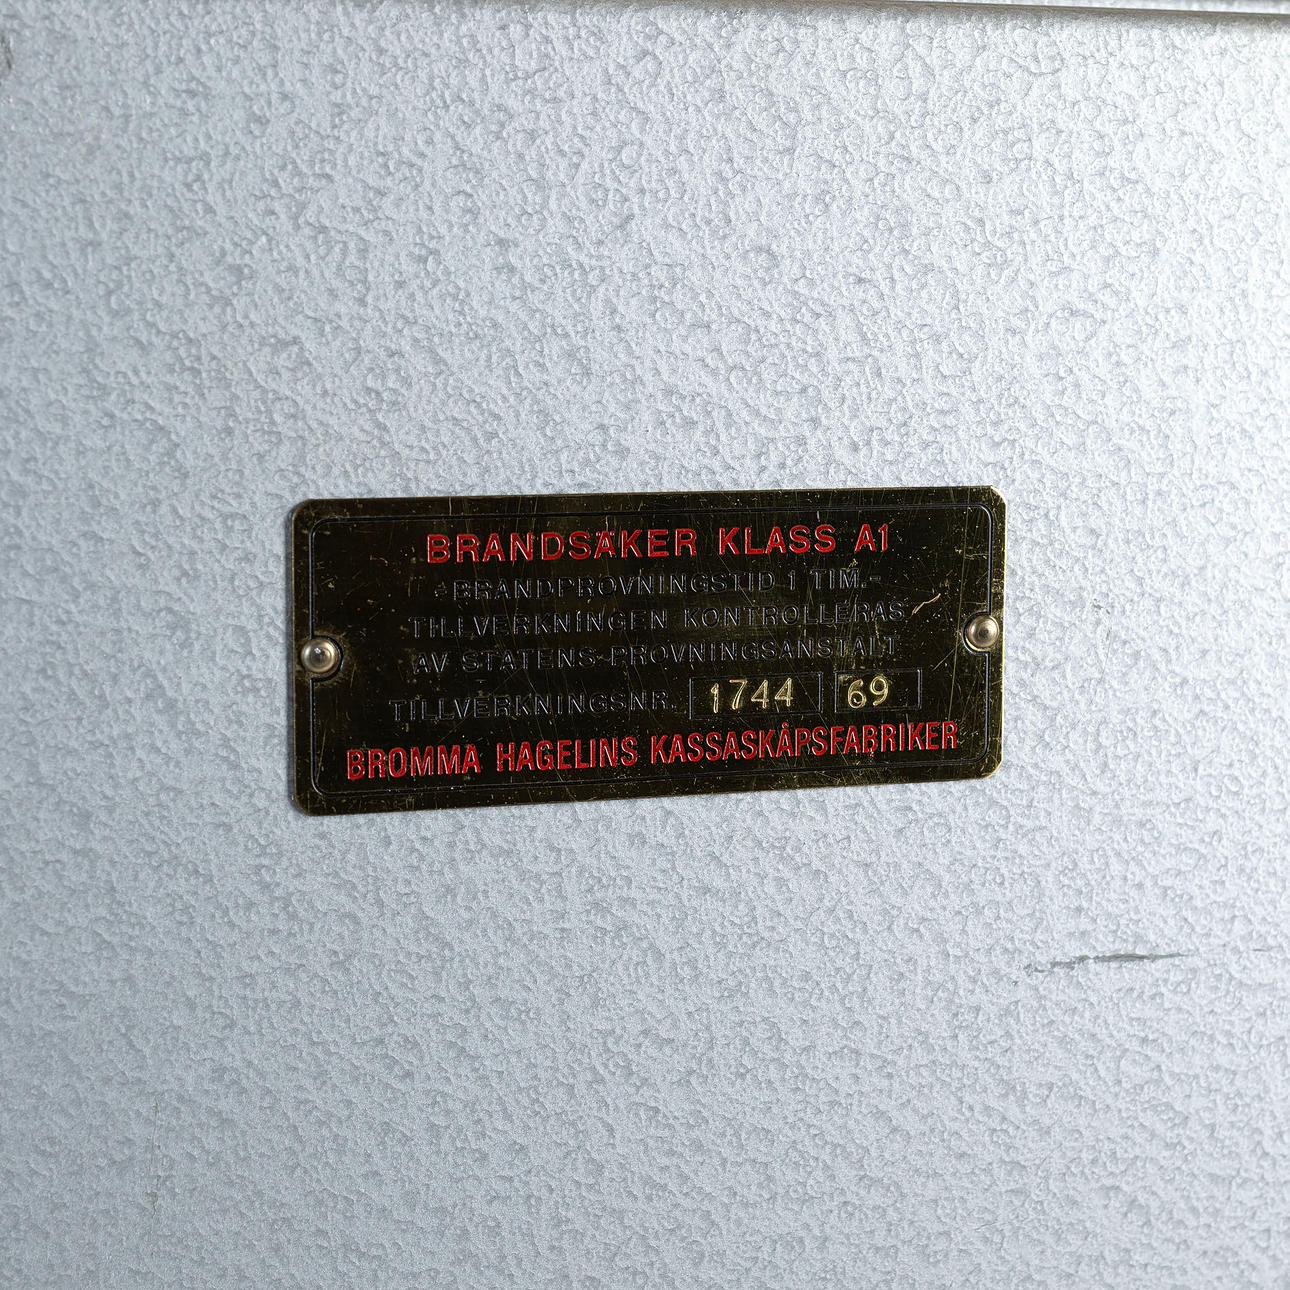 BRANDSÄKER KLASS A1
-BRANDPROVNINGSTID 1 TIM.-
TILLVERKNINGEN KONTROLLERAS
AV STATENS PROVNINGSANSTALT
TILLVERKNINGSNR. 1744 69
BROMMA HAGELINS KASSASKÅPSFABRIKER